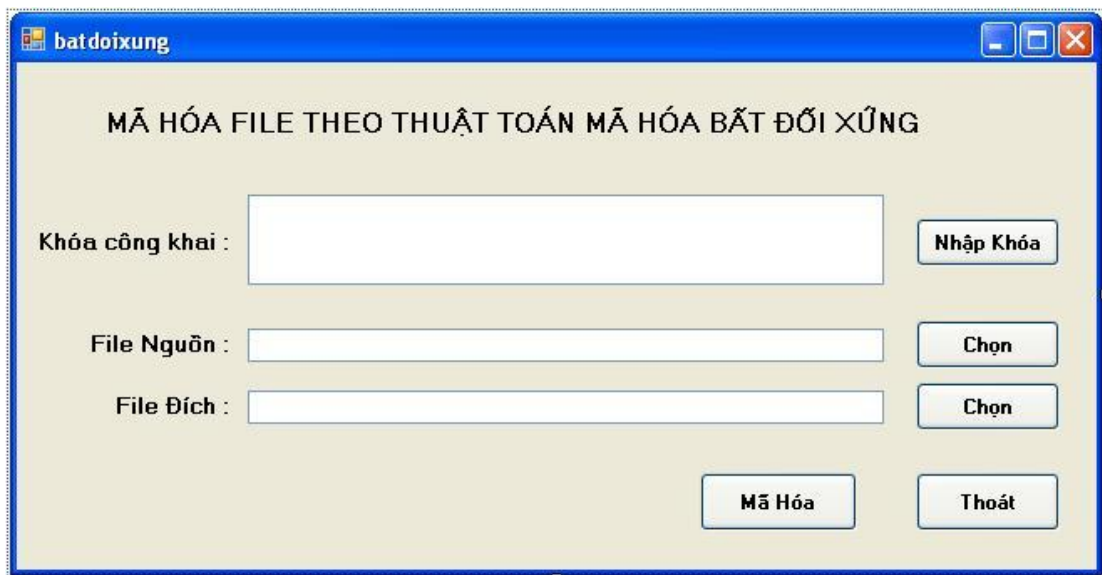 batdoixung
MÃ HÓA FILE THEO THUẬT TOÁN MÃ HÓA BẤT ĐỐI XỨNG
Khóa công khai :
Nhập Khóa
File Nguồn :
Chọn
File Đích :
Chọn
Mã Hóa
Thoát